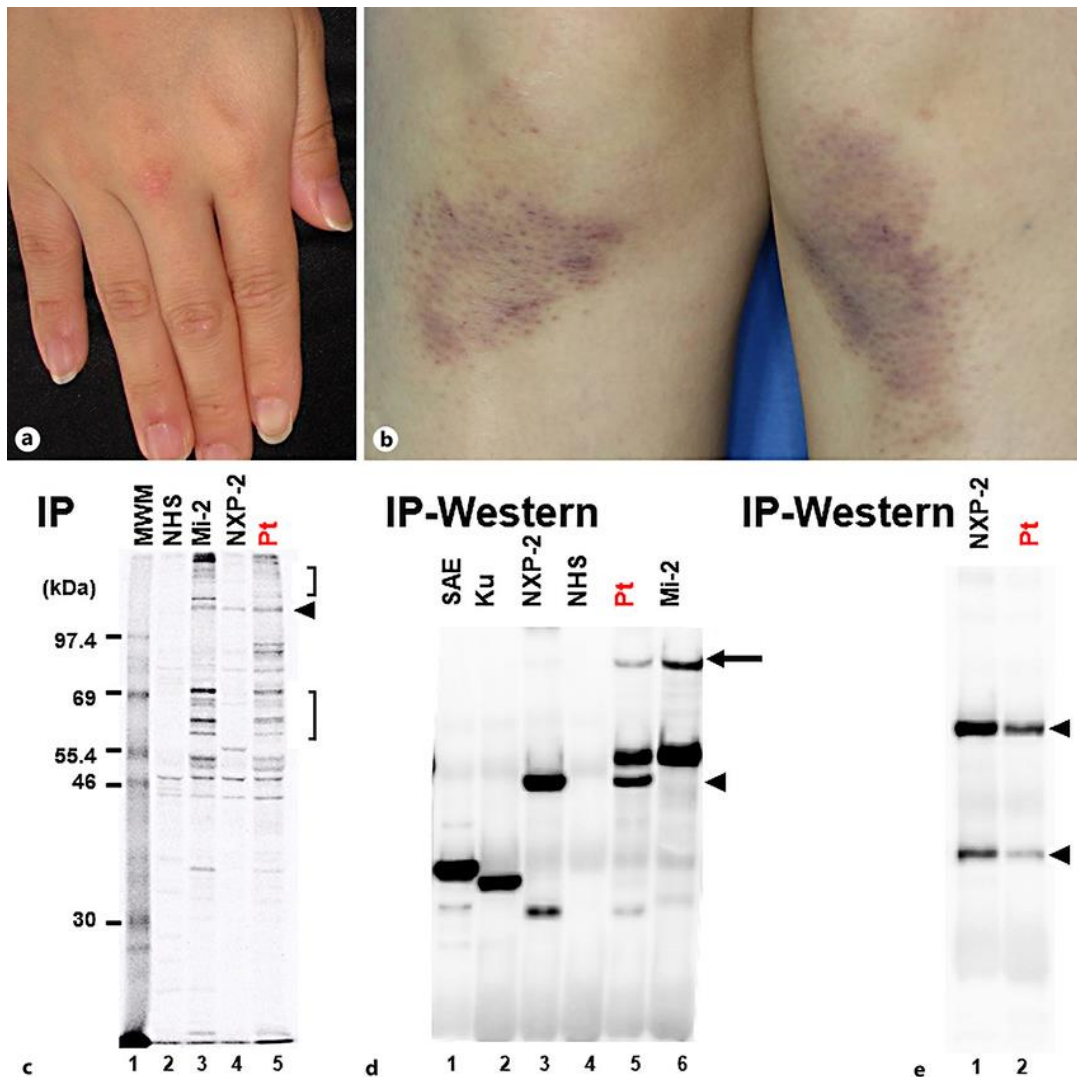 a
b
IP
MWM
NHS
Mi-2
NXP-2
Pt
(kDa)
97.4
69
55.4
46
30
c
1 2 3 4 5
IP-Western
SAE
Ku
NXP-2
NHS
Pt
Mi-2
d
1 2 3 4 5 6
IP-Western
NXP-2
Pt
e
1 2